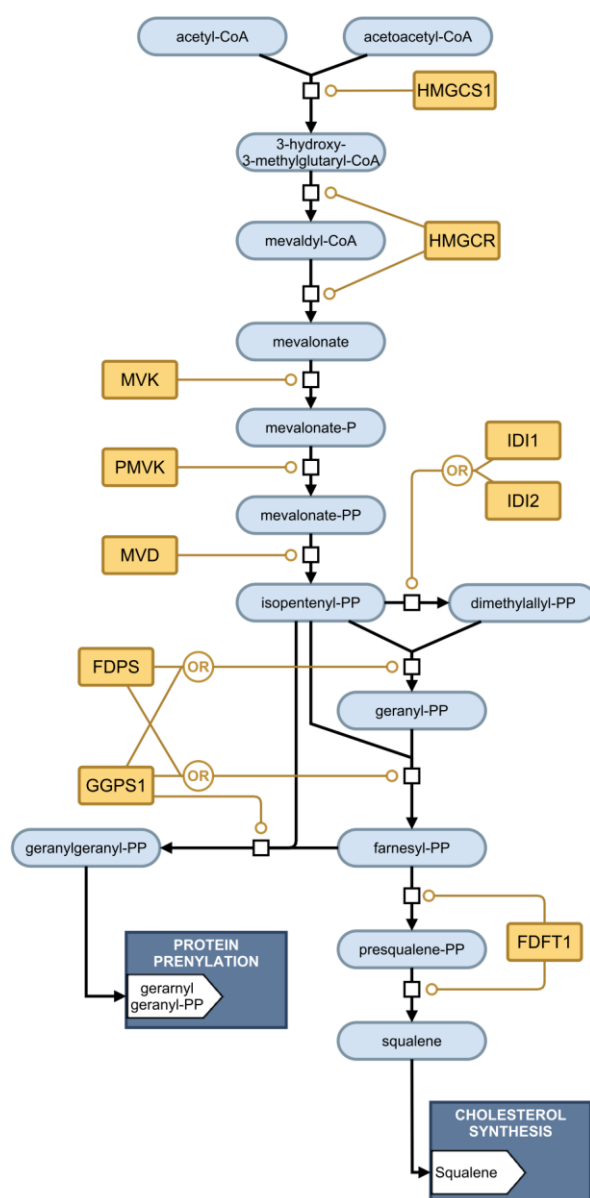 acetyl-CoA
acetoacetyl-CoA
HMGCS1
3-hydroxy-
3-methylglutaryl-CoA
mevaldyl-CoA
HMGCR
mevalonate
MVK
mevalonate-P
IDI1
OR
PMVK
IDI2
mevalonate-PP
MVD
isopentenyl-PP
dimethylallyl-PP
FDPS
OR
geranyl-PP
GGPS1
OR
geranylgeranyl-PP
farnesyl-PP
PROTEIN
PRENYLATION
gerarnyl
geranyl-PP
presqualene-PP
FDFT1
squalene
CHOLESTEROL
SYNTHESIS
Squalene